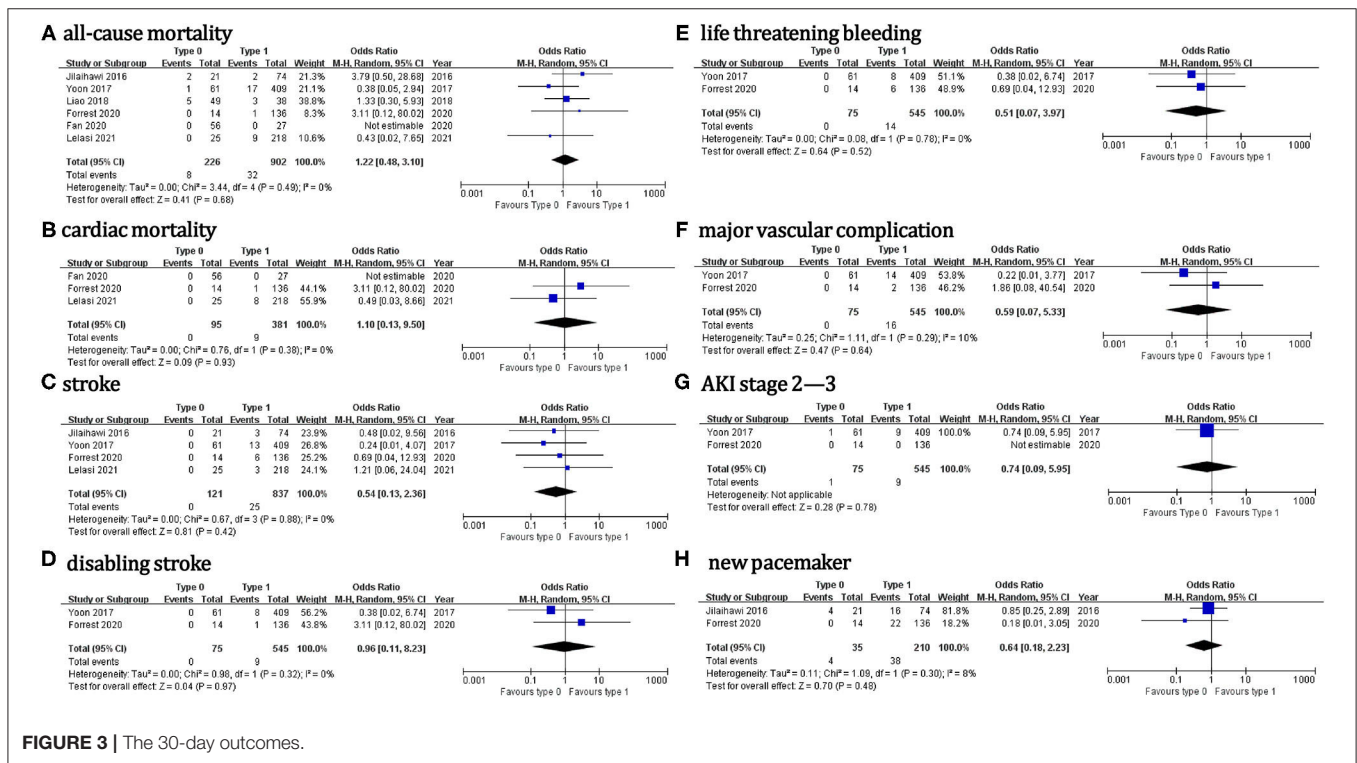 A all-cause mortality
Type 0 Type 1 Odds Ratio Odds Ratio
Study or Subgroup Events Total Events Total Weight M-H, Random, 95% CI Year M-H, Random, 95% CI
Jilaihawi 2016 2 21 2 74 21.3% 3.79 [0.50, 28.68] 2016
Yoon 2017 1 61 17 409 21.1% 0.38 [0.05, 2.94] 2017
Liao 2018 5 49 3 38 38.8% 1.33 [0.30, 5.93] 2018
Forrest 2020 0 14 1 136 8.3% 3.11 [0.12, 80.02] 2020
Fan 2020 0 56 0 27 Not estimable 2020
Lelasi 2021 0 25 9 218 10.6% 0.43 [0.02, 7.65] 2021
Total (95% CI) 226 902 100.0% 1.22 [0.48, 3.10]
Total events 8 32
Heterogeneity: Tau² = 0.00; Chi² = 3.44, df = 4 (P = 0.49); I² = 0%
Test for overall effect: Z = 0.41 (P = 0.68)
0.001 0.1 1 10 1000
Favours Type 0 Favours Type 1
B cardiac mortality
Type 0 Type 1 Odds Ratio Odds Ratio
Study or Subgroup Events Total Events Total Weight M-H, Random, 95% CI Year M-H, Random, 95% CI
Fan 2020 0 56 0 27 Not estimable 2020
Forrest 2020 0 14 1 136 44.1% 3.11 [0.12, 80.02] 2020
Lelasi 2021 0 25 8 218 55.9% 0.49 [0.03, 8.66] 2021
Total (95% CI) 95 381 100.0% 1.10 [0.13, 9.50]
Total events 0 9
Heterogeneity: Tau² = 0.00; Chi² = 0.76, df = 1 (P = 0.38); I² = 0%
Test for overall effect: Z = 0.09 (P = 0.93)
0.001 0.1 1 10 1000
Favours type 0 Favours type 1
C stroke
Type 0 Type 1 Odds Ratio Odds Ratio
Study or Subgroup Events Total Events Total Weight M-H, Random, 95% CI Year M-H, Random, 95% CI
Jilaihawi 2016 0 21 3 74 23.9% 0.48 [0.02, 9.56] 2016
Yoon 2017 0 61 13 409 26.8% 0.24 [0.01, 4.07] 2017
Forrest 2020 0 14 6 136 25.2% 0.69 [0.04, 12.93] 2020
Lelasi 2021 0 25 3 218 24.1% 1.21 [0.06, 24.04] 2021
Total (95% CI) 121 837 100.0% 0.54 [0.13, 2.36]
Total events 0 25
Heterogeneity: Tau² = 0.00; Chi² = 0.67, df = 3 (P = 0.88); I² = 0%
Test for overall effect: Z = 0.81 (P = 0.42)
0.001 0.1 1 10 1000
Favours type 0 Favours type 1
D disabling stroke
Type 0 Type 1 Odds Ratio Odds Ratio
Study or Subgroup Events Total Events Total Weight M-H, Random, 95% CI Year M-H, Random, 95% CI
Yoon 2017 0 61 8 409 56.2% 0.38 [0.02, 6.74] 2017
Forrest 2020 0 14 1 136 43.8% 3.11 [0.12, 80.02] 2020
Total (95% CI) 75 545 100.0% 0.96 [0.11, 8.23]
Total events 0 9
Heterogeneity: Tau² = 0.00; Chi² = 0.98, df = 1 (P = 0.32); I² = 0%
Test for overall effect: Z = 0.04 (P = 0.97)
0.001 0.1 1 10 1000
Favours type 0 Favours type 1
E life threatening bleeding
Type 0 Type 1 Odds Ratio Odds Ratio
Study or Subgroup Events Total Events Total Weight M-H, Random, 95% CI Year M-H, Random, 95% CI
Yoon 2017 0 61 8 409 51.1% 0.38 [0.02, 6.74] 2017
Forrest 2020 0 14 6 136 48.9% 0.69 [0.04, 12.93] 2020
Total (95% CI) 75 545 100.0% 0.51 [0.07, 3.97]
Total events 0 14
Heterogeneity: Tau² = 0.00; Chi² = 0.08, df = 1 (P = 0.78); I² = 0%
Test for overall effect: Z = 0.64 (P = 0.52)
0.001 0.1 1 10 1000
Favours type 0 Favours type 1
F major vascular complication
Type 0 Type 1 Odds Ratio Odds Ratio
Study or Subgroup Events Total Events Total Weight M-H, Random, 95% CI Year M-H, Random, 95% CI
Yoon 2017 0 61 14 409 53.8% 0.22 [0.01, 3.77] 2017
Forrest 2020 0 14 2 136 46.2% 1.86 [0.08, 40.54] 2020
Total (95% CI) 75 545 100.0% 0.59 [0.07, 5.33]
Total events 0 16
Heterogeneity: Tau² = 0.25; Chi² = 1.11, df = 1 (P = 0.29); I² = 10%
Test for overall effect: Z = 0.47 (P = 0.64)
0.001 0.1 1 10 1000
Favours type 0 Favours type 1
G AKI stage 2—3
Type 0 Type 1 Odds Ratio Odds Ratio
Study or Subgroup Events Total Events Total Weight M-H, Random, 95% CI Year M-H, Random, 95% CI
Yoon 2017 1 61 9 409 100.0% 0.74 [0.09, 5.95] 2017
Forrest 2020 0 14 0 136 Not estimable 2020
Total (95% CI) 75 545 100.0% 0.74 [0.09, 5.95]
Total events 1 9
Heterogeneity: Not applicable
Test for overall effect: Z = 0.28 (P = 0.78)
0.001 0.1 1 10 1000
Favours type 0 Favours type 1
H new pacemaker
Type 0 Type 1 Odds Ratio Odds Ratio
Study or Subgroup Events Total Events Total Weight M-H, Random, 95% CI Year M-H, Random, 95% CI
Jilaihawi 2016 4 21 16 74 81.8% 0.85 [0.25, 2.89] 2016
Forrest 2020 0 14 22 136 18.2% 0.18 [0.01, 3.05] 2020
Total (95% CI) 35 210 100.0% 0.64 [0.18, 2.23]
Total events 4 38
Heterogeneity: Tau² = 0.11; Chi² = 1.09, df = 1 (P = 0.30); I² = 8%
Test for overall effect: Z = 0.70 (P = 0.48)
0.001 0.1 1 10 1000
Favours type 0 Favours type 1
FIGURE 3 | The 30-day outcomes.